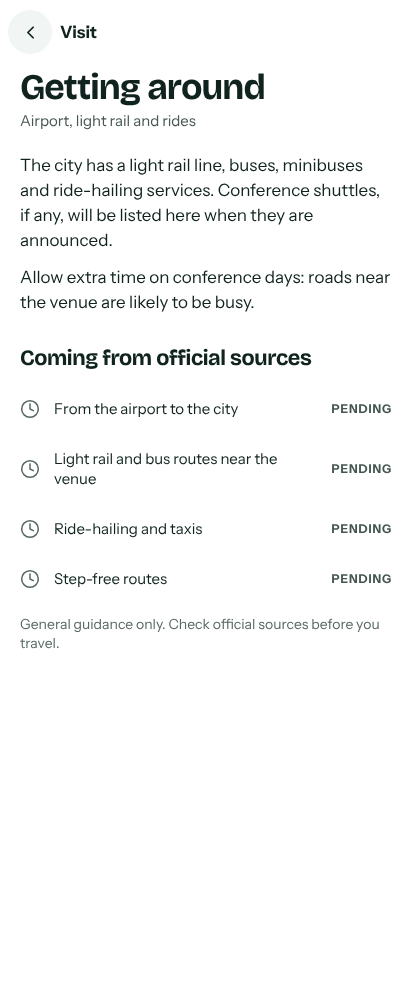 Visit
Getting around
Airport, light rail and rides
The city has a light rail line, buses, minibuses
and ride-hailing services. Conference shuttles,
if any, will be listed here when they are
announced.
Allow extra time on conference days: roads near
the venue are likely to be busy.
Coming from official sources
From the airport to the city PENDING
Light rail and bus routes near the
venue PENDING
Ride-hailing and taxis PENDING
Step-free routes PENDING
General guidance only. Check official sources before you
travel.